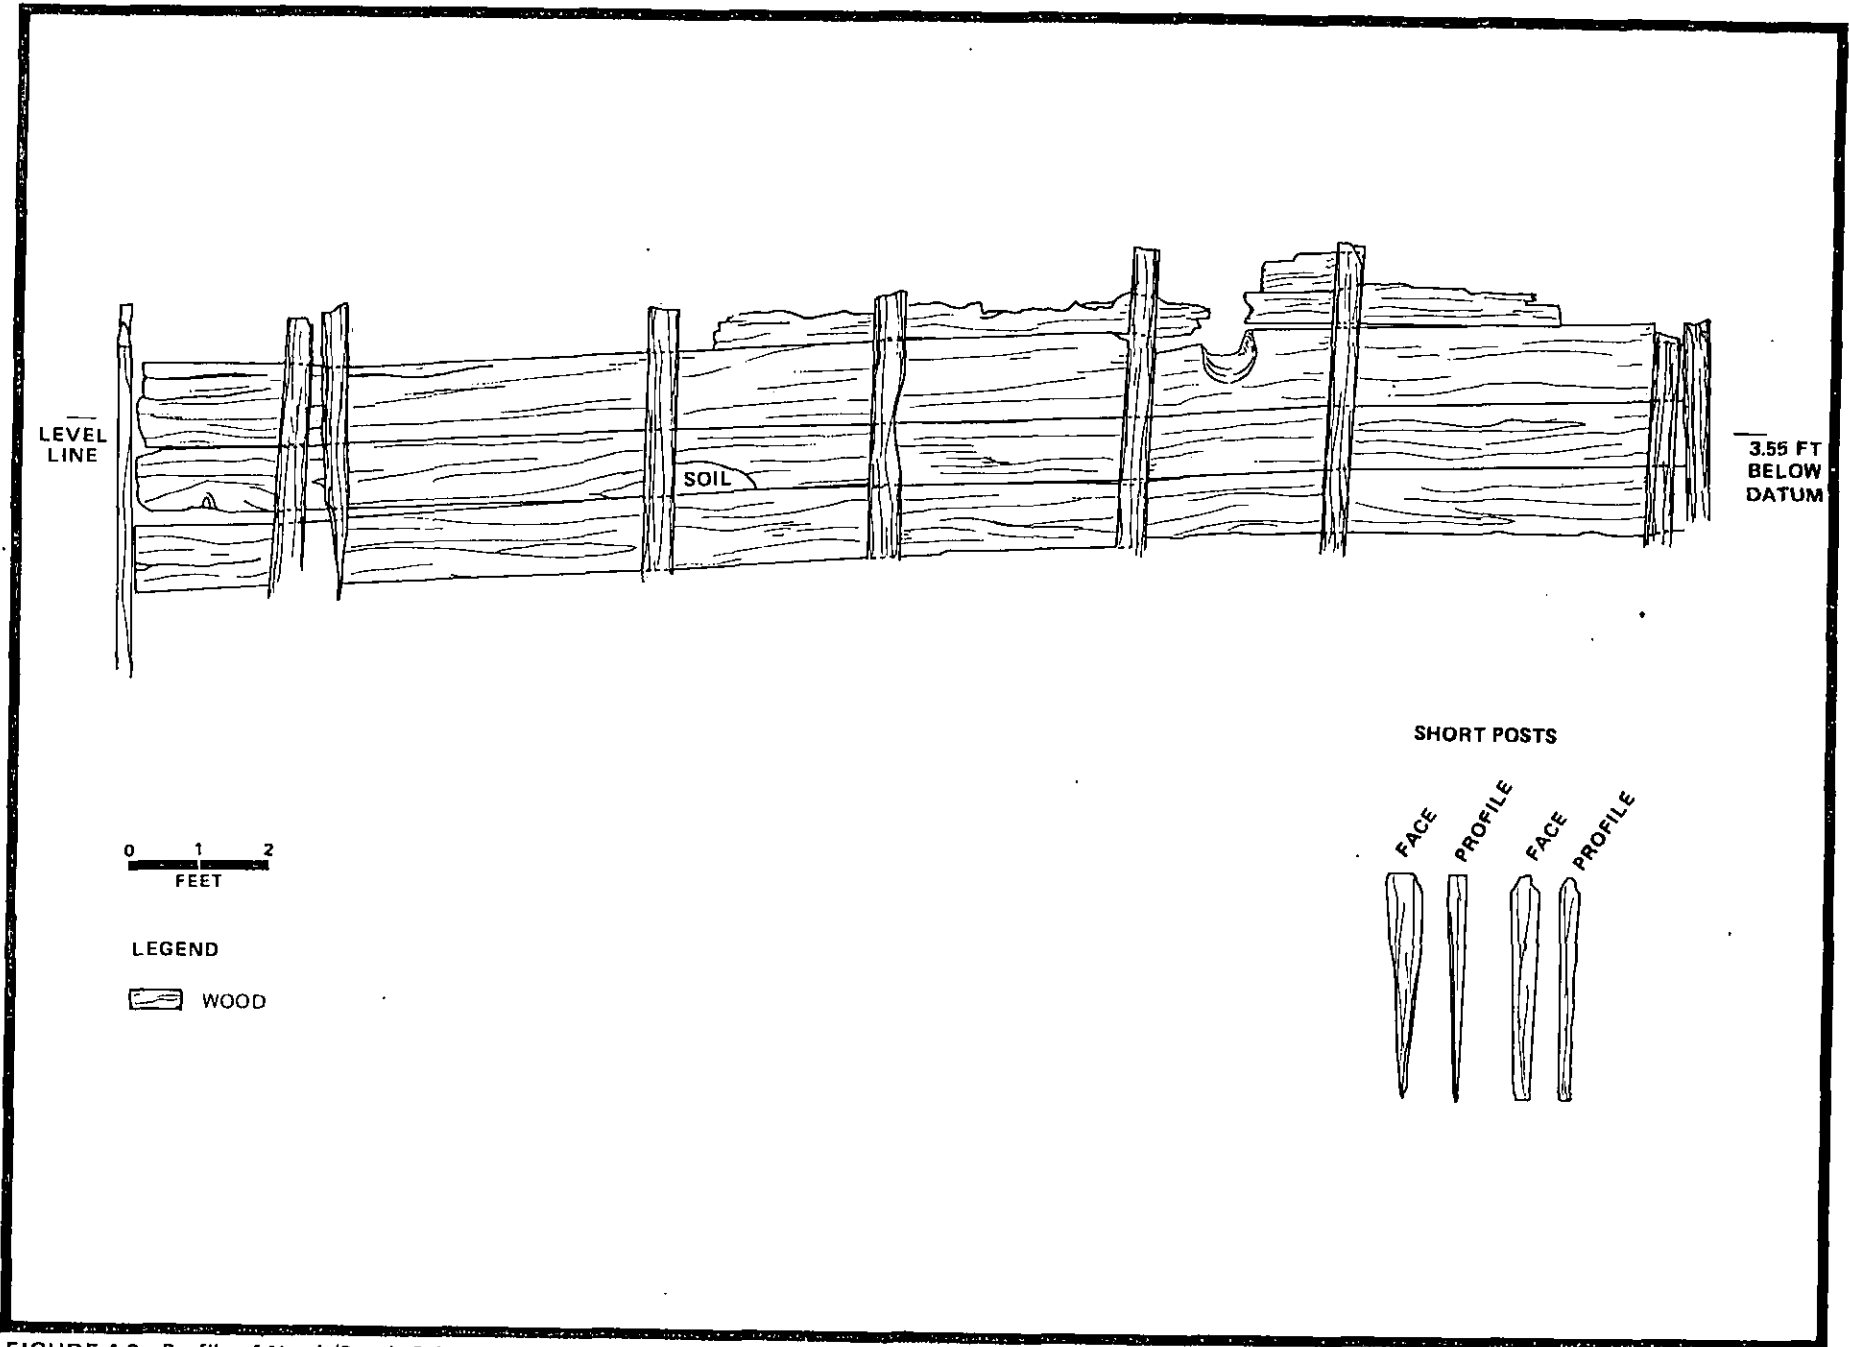 LEVEL
LINE
SOIL
3.55 FT
BELOW
DATUM
SHORT POSTS
FACE
PROFILE
FACE
PROFILE
0 1 2
FEET
LEGEND
WOOD